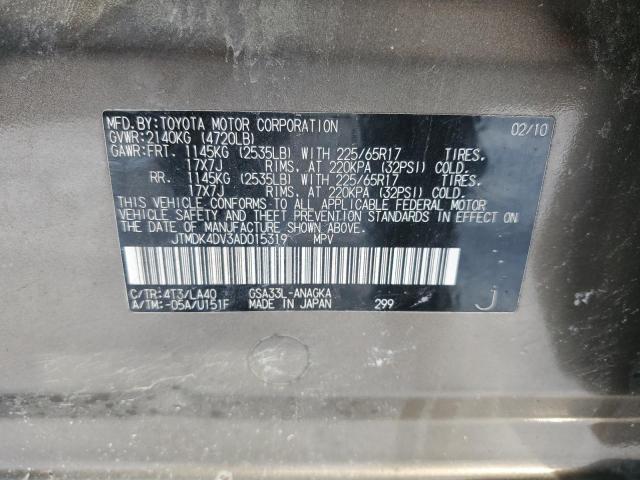 MFD.BY:TOYOTA MOTOR CORPORATION 02/10
GVWR:2140KG (4720LB)
GAWR:FRT. 1145KG (2535LB) WITH 225/65R17 TIRES.
17X7J RIMS, AT 220KPA (32PSI) COLD.
RR. 1145KG (2535LB) WITH 225/65R17 TIRES.
17X7J RIMS, AT 220KPA (32PSI) COLD.
THIS VEHICLE CONFORMS TO ALL APPLICABLE FEDERAL MOTOR
VEHICLE SAFETY AND THEFT PREVENTION STANDARDS IN EFFECT ON
THE DATE OF MANUFACTURE SHOWN ABOVE.
JTMDK4DV3AD015319 MPV
C/TR:4T3/LA40 GSA33L-ANAGKA
A/TM:-05A/U151F MADE IN JAPAN 299 J